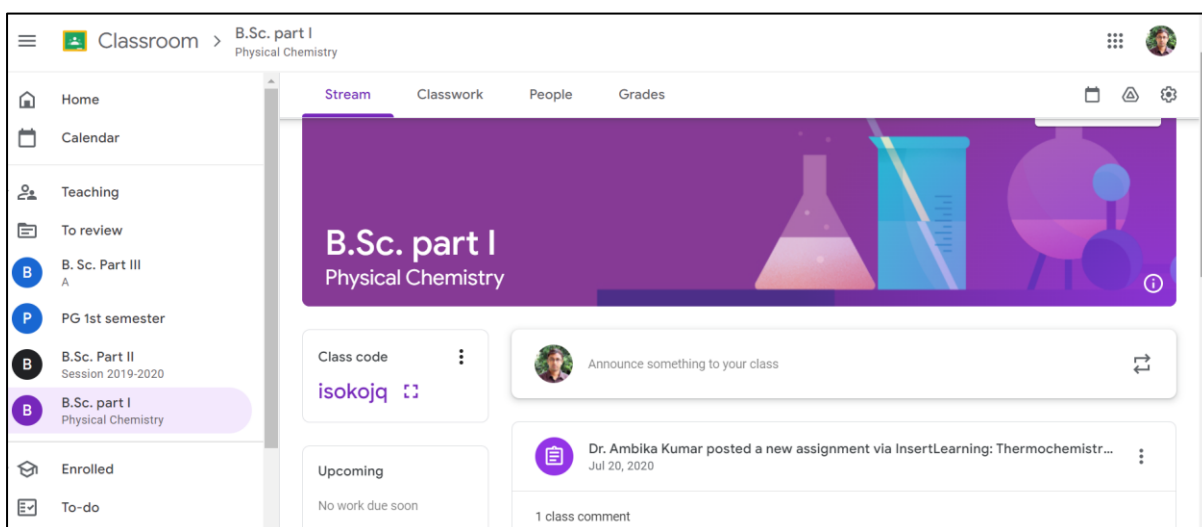 Classroom > B.Sc. part I
Physical Chemistry
Home
Calendar
Teaching
To review
B B. Sc. Part III
A
P PG 1st semester
B B.Sc. Part II
Session 2019-2020
B B.Sc. part I
Physical Chemistry
Enrolled
To-do
Stream Classwork People Grades
B.Sc. part I
Physical Chemistry
Class code
isokojq
Upcoming
No work due soon
Announce something to your class
Dr. Ambika Kumar posted a new assignment via InsertLearning: Thermochemistr...
Jul 20, 2020
1 class comment